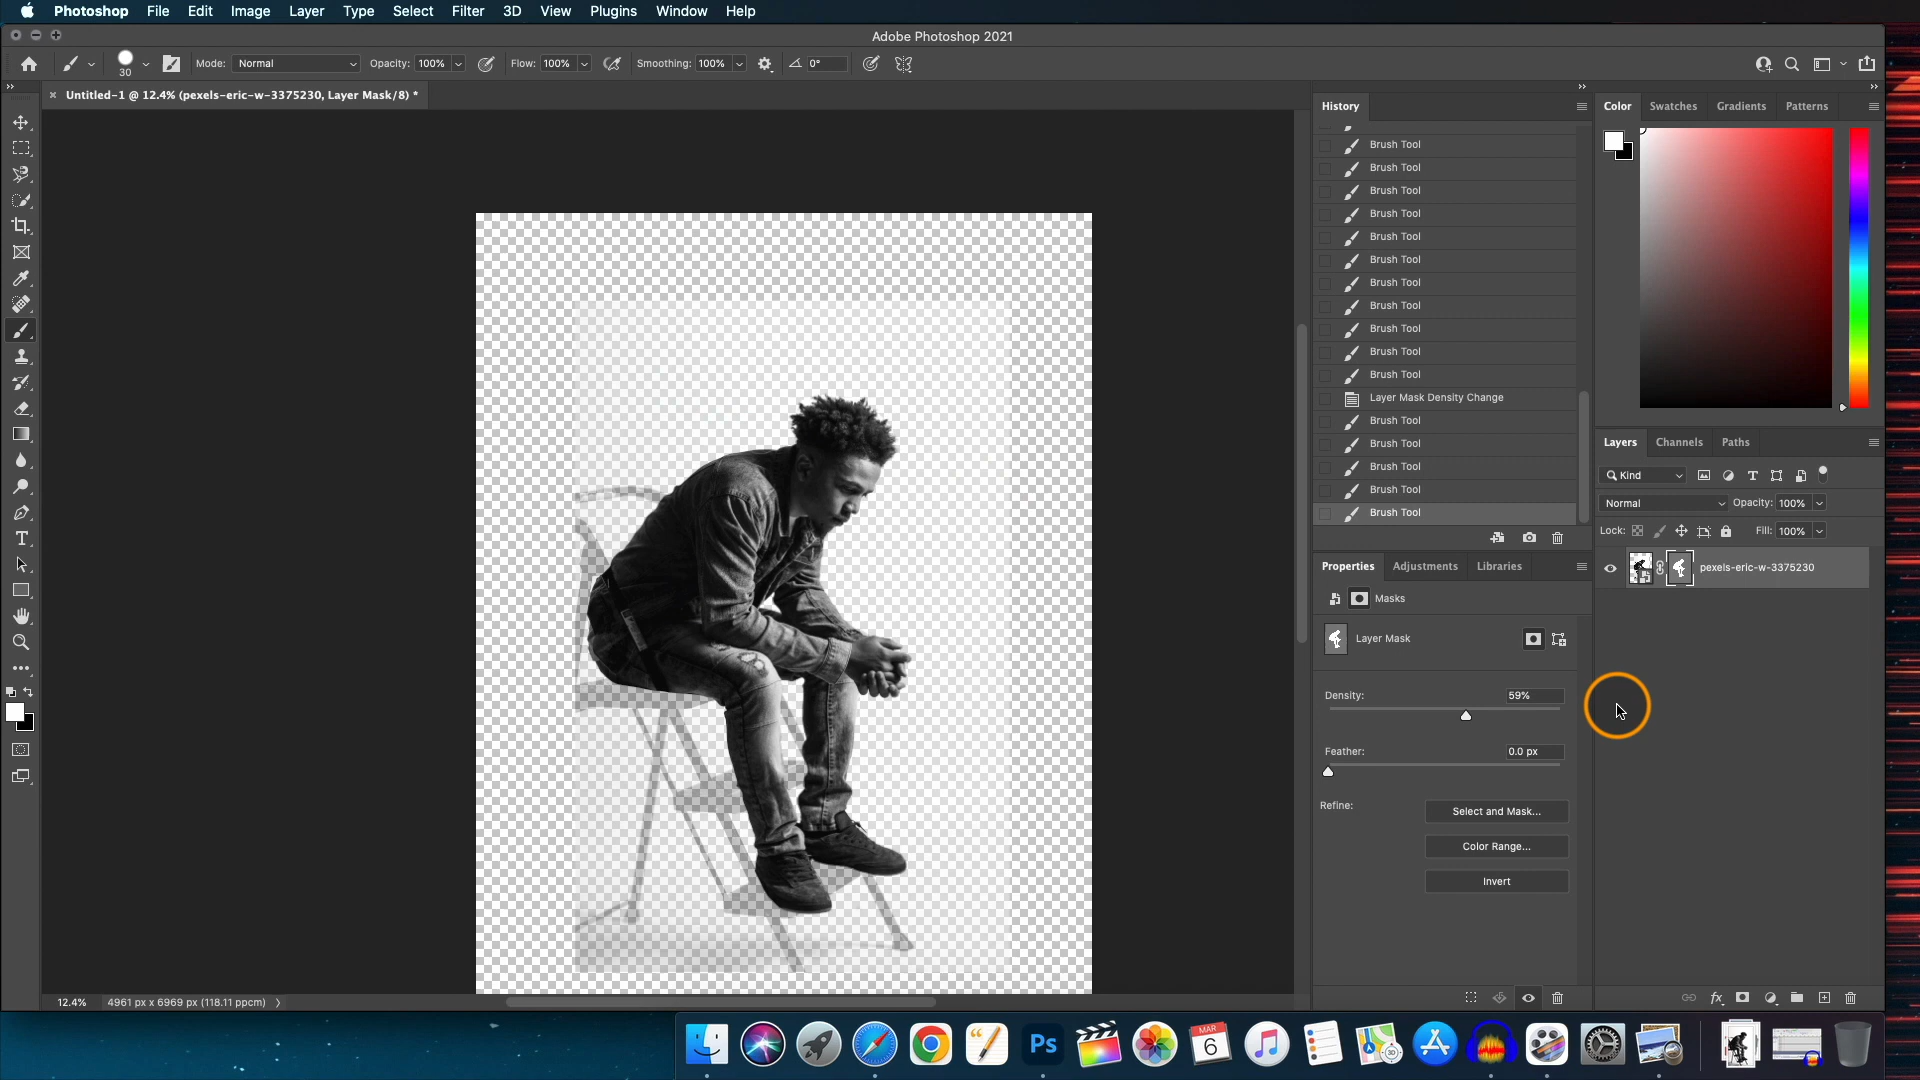 Photoshop File Edit Image Layer Type Select Filter 3D View Plugins Window Help
Adobe Photoshop 2021
30 Mode: Normal Opacity: 100% Flow: 100% Smoothing: 100% 0°
Untitled-1 @ 12.4% (pexels-eric-w-3375230, Layer Mask/8) *
History
Brush Tool
Brush Tool
Brush Tool
Brush Tool
Brush Tool
Brush Tool
Brush Tool
Brush Tool
Brush Tool
Brush Tool
Brush Tool
Layer Mask Density Change
Brush Tool
Brush Tool
Brush Tool
Brush Tool
Brush Tool
Properties Adjustments Libraries
Masks
Layer Mask
Density: 59%
Feather: 0.0 px
Refine: Select and Mask...
Color Range...
Invert
Color Swatches Gradients Patterns
Layers Channels Paths
Kind
Normal Opacity: 100%
Lock: Fill: 100%
pexels-eric-w-3375230
fx
12.4% 4961 px x 6969 px (118.11 ppcm)
Ps
MAR
6